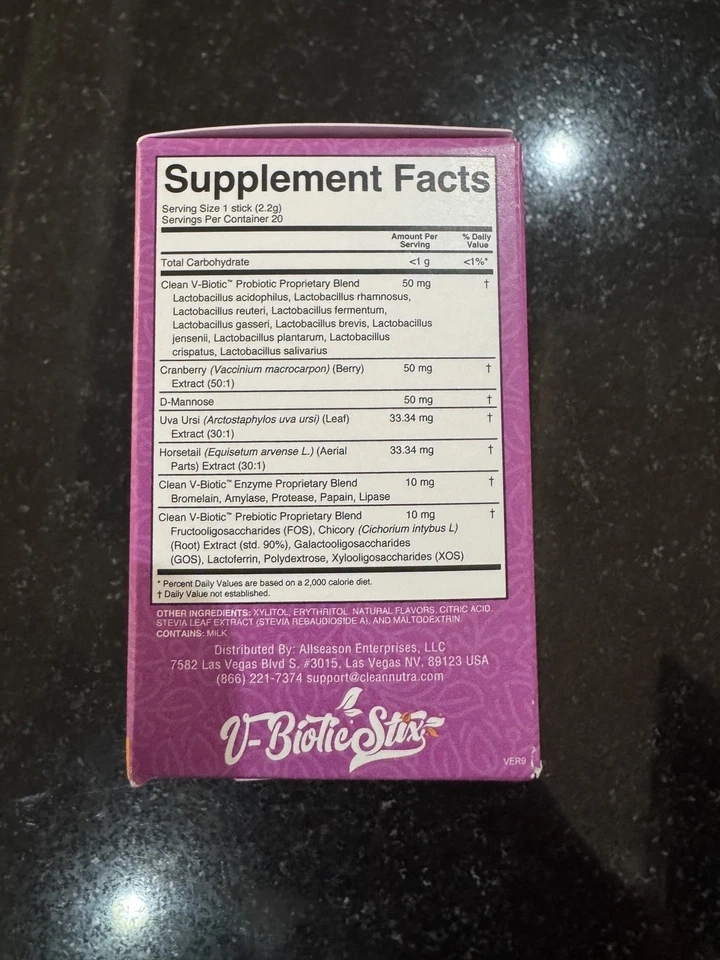 Supplement Facts
Serving Size 1 stick (2.2g)
Servings Per Container 20
Amount Per Serving % Daily Value
Total Carbohydrate <1 g <1%*
Clean V-Biotic™ Probiotic Proprietary Blend 50 mg †
Lactobacillus acidophilus, Lactobacillus rhamnosus,
Lactobacillus reuteri, Lactobacillus fermentum,
Lactobacillus gasseri, Lactobacillus brevis, Lactobacillus
jensenii, Lactobacillus plantarum, Lactobacillus
crispatus, Lactobacillus salivarius
Cranberry (Vaccinium macrocarpon) (Berry) 50 mg †
Extract (50:1)
D-Mannose 50 mg †
Uva Ursi (Arctostaphylos uva ursi) (Leaf) 33.34 mg †
Extract (30:1)
Horsetail (Equisetum arvense L.) (Aerial 33.34 mg †
Parts) Extract (30:1)
Clean V-Biotic™ Enzyme Proprietary Blend 10 mg †
Bromelain, Amylase, Protease, Papain, Lipase
Clean V-Biotic™ Prebiotic Proprietary Blend 10 mg †
Fructooligosaccharides (FOS), Chicory (Cichorium intybus L)
(Root) Extract (std. 90%), Galactooligosaccharides
(GOS), Lactoferrin, Polydextrose, Xylooligosaccharides (XOS)
* Percent Daily Values are based on a 2,000 calorie diet.
† Daily Value not established.
OTHER INGREDIENTS: XYLITOL, ERYTHRITOL, NATURAL FLAVORS, CITRIC ACID,
STEVIA LEAF EXTRACT (STEVIA REBAUDIOSIDE A), AND MALTODEXTRIN.
CONTAINS: MILK
Distributed By: Allseason Enterprises, LLC
7582 Las Vegas Blvd S. #3015, Las Vegas NV, 89123 USA
(866) 221-7374 support@cleannutra.com
V-Biotic Stix
VER9